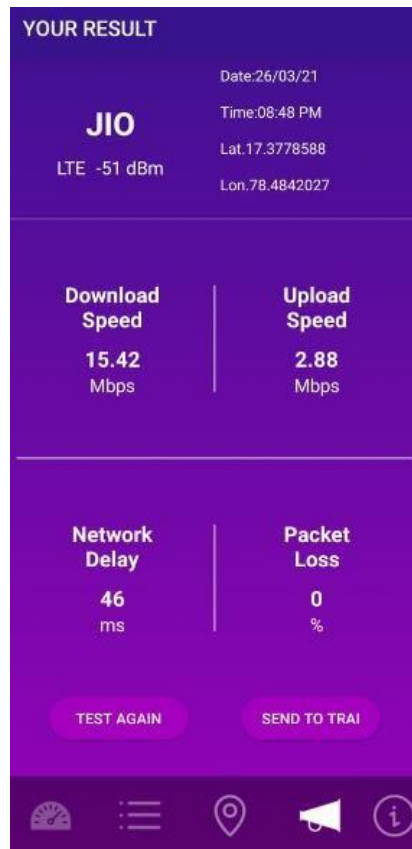 YOUR RESULT
JIO
LTE -51 dBm
Date:26/03/21
Time:08:48 PM
Lat.17.3778588
Lon.78.4842027
Download
Speed
15.42
Mbps
Upload
Speed
2.88
Mbps
Network
Delay
46
ms
Packet
Loss
0
%
TEST AGAIN
SEND TO TRAI